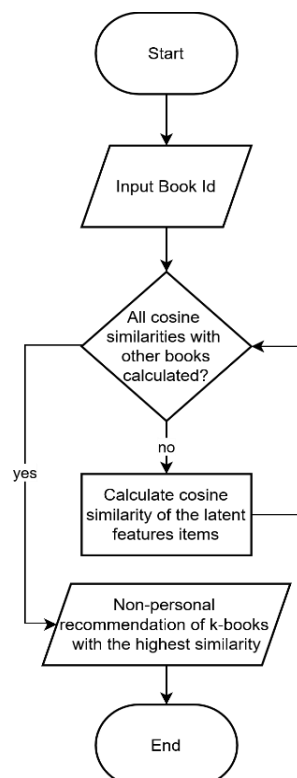 Start
Input Book Id
All cosine
similarities with
other books
calculated?
no
yes
Calculate cosine
similarity of the latent
features items
Non-personal
recommendation of k-books
with the highest similarity
End